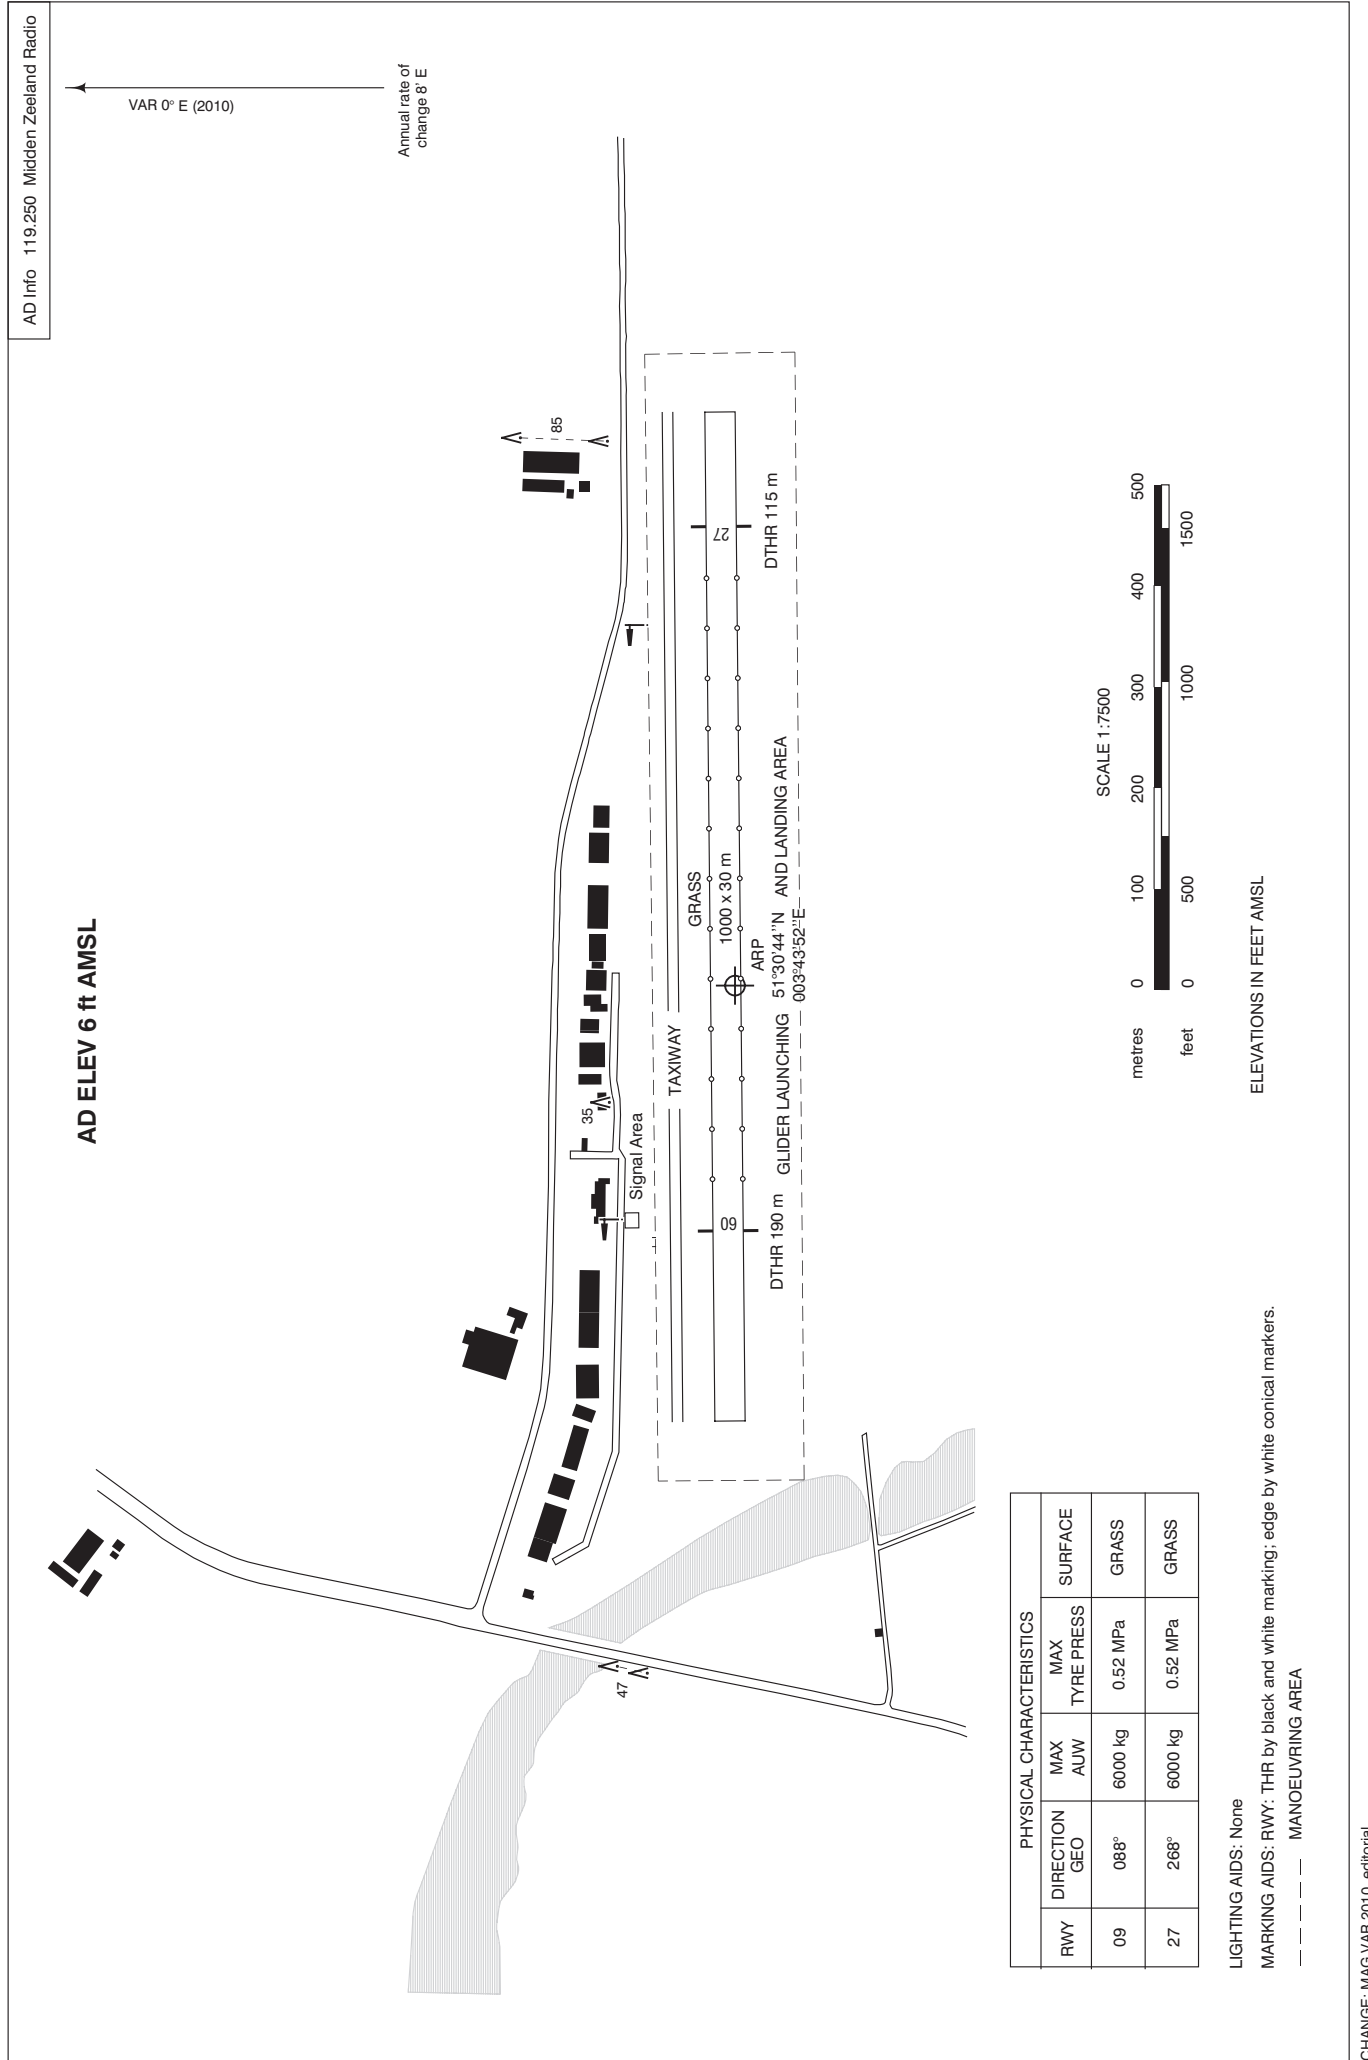 AD Info 119.250 Midden Zeeland Radio
AD ELEV 6 ft AMSL
VAR 0° E (2010)
Annual rate of
change 8' E
85
35
47
Signal Area
TAXIWAY
GRASS
1000 x 30 m
09
27
ARP
51°30'44''N
003°43'52''E
DTHR 190 m
GLIDER LAUNCHING AND LANDING AREA
DTHR 115 m
SCALE 1:7500
metres 0 100 200 300 400 500
feet 0 500 1000 1500
ELEVATIONS IN FEET AMSL
PHYSICAL CHARACTERISTICS
RWY DIRECTION GEO MAX AUW MAX TYRE PRESS SURFACE
09 088° 6000 kg 0.52 MPa GRASS
27 268° 6000 kg 0.52 MPa GRASS
LIGHTING AIDS: None
MARKING AIDS: RWY: THR by black and white marking; edge by white conical markers.
MANOEUVRING AREA
CHANGE: MAG VAR 2010, editorial